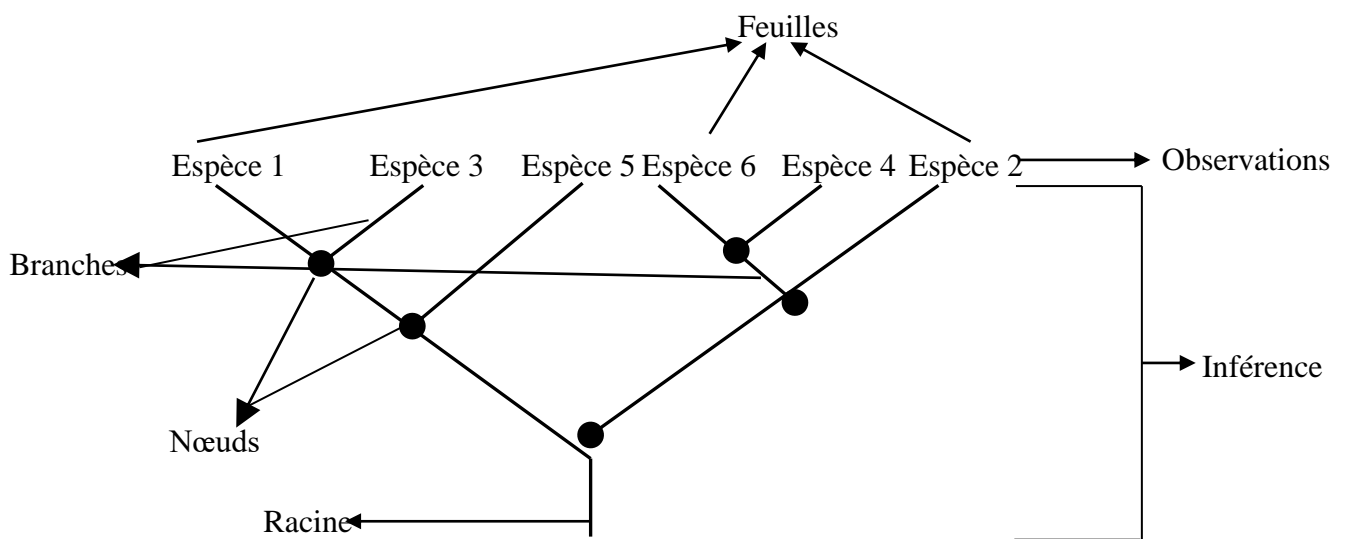 Feuilles
Espèce 1 Espèce 3 Espèce 5 Espèce 6 Espèce 4 Espèce 2 Observations
Branches
Inférence
Nœuds
Racine